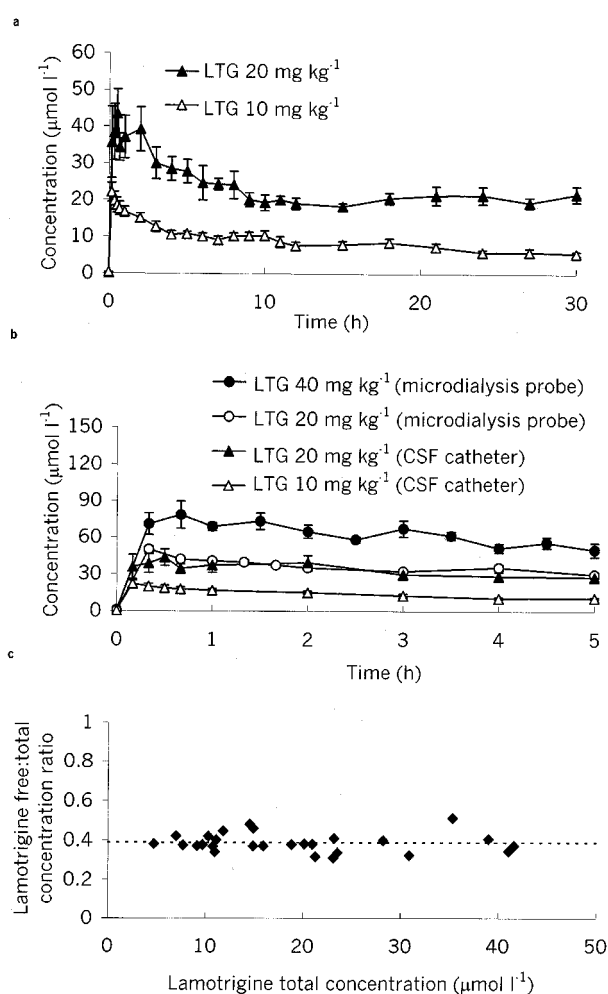 a
60
50
40
30
20
10
0
Concentration (µmol l⁻¹)
LTG 20 mg kg⁻¹
LTG 10 mg kg⁻¹
0 10 20 30
Time (h)
b
LTG 40 mg kg⁻¹ (microdialysis probe)
LTG 20 mg kg⁻¹ (microdialysis probe)
LTG 20 mg kg⁻¹ (CSF catheter)
LTG 10 mg kg⁻¹ (CSF catheter)
150
120
90
60
30
0
Concentration (µmol l⁻¹)
0 1 2 3 4 5
Time (h)
c
1
0.8
0.6
0.4
0.2
0
Lamotrigine free:total
concentration ratio
0 10 20 30 40 50
Lamotrigine total concentration (µmol l⁻¹)